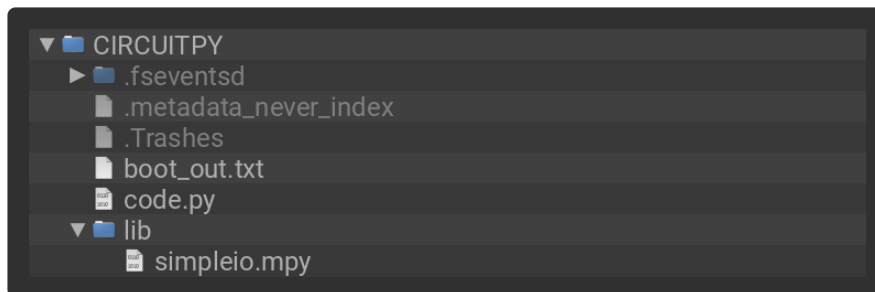 CIRCUITPY
.fseventsd
.metadata_never_index
.Trashes
boot_out.txt
code.py
lib
simpleio.mpy